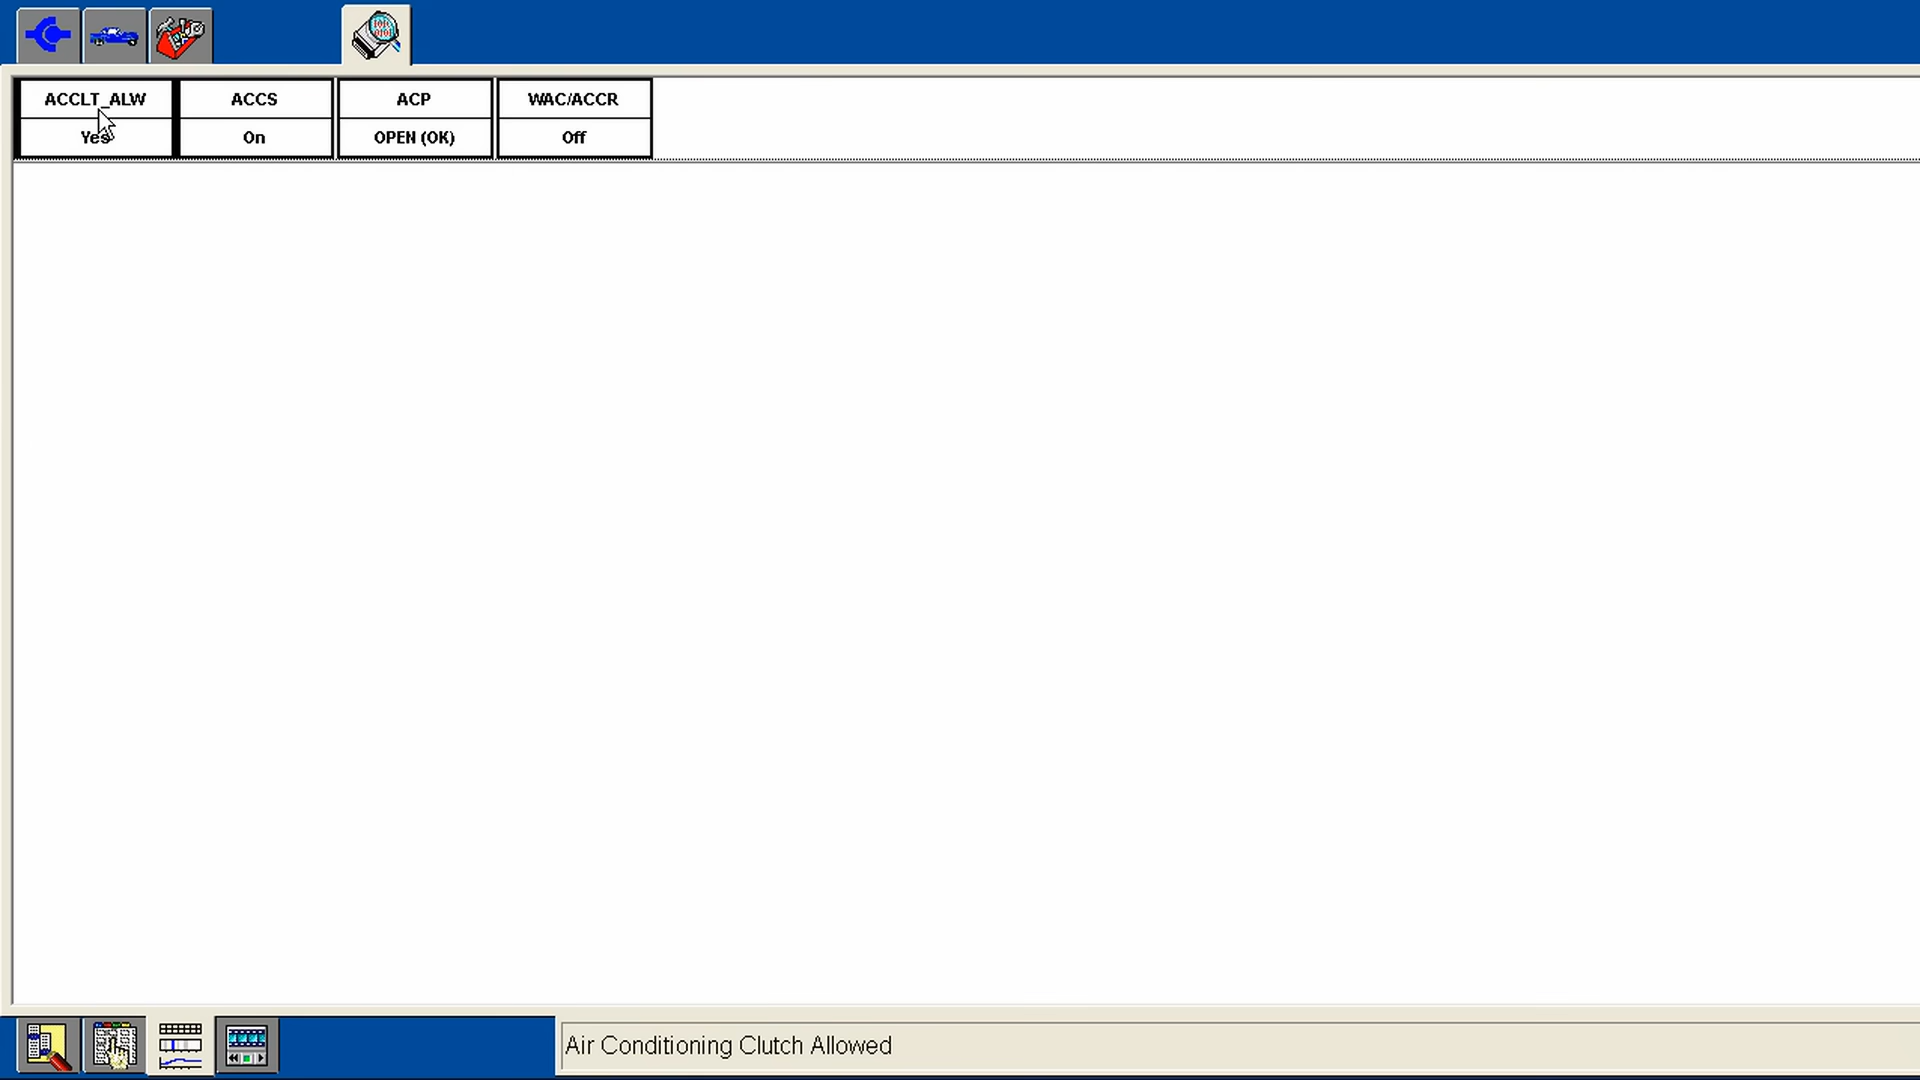 ACCLT_ALW ACCS ACP WAC/ACCR
Yes On OPEN (OK) Off
Air Conditioning Clutch Allowed